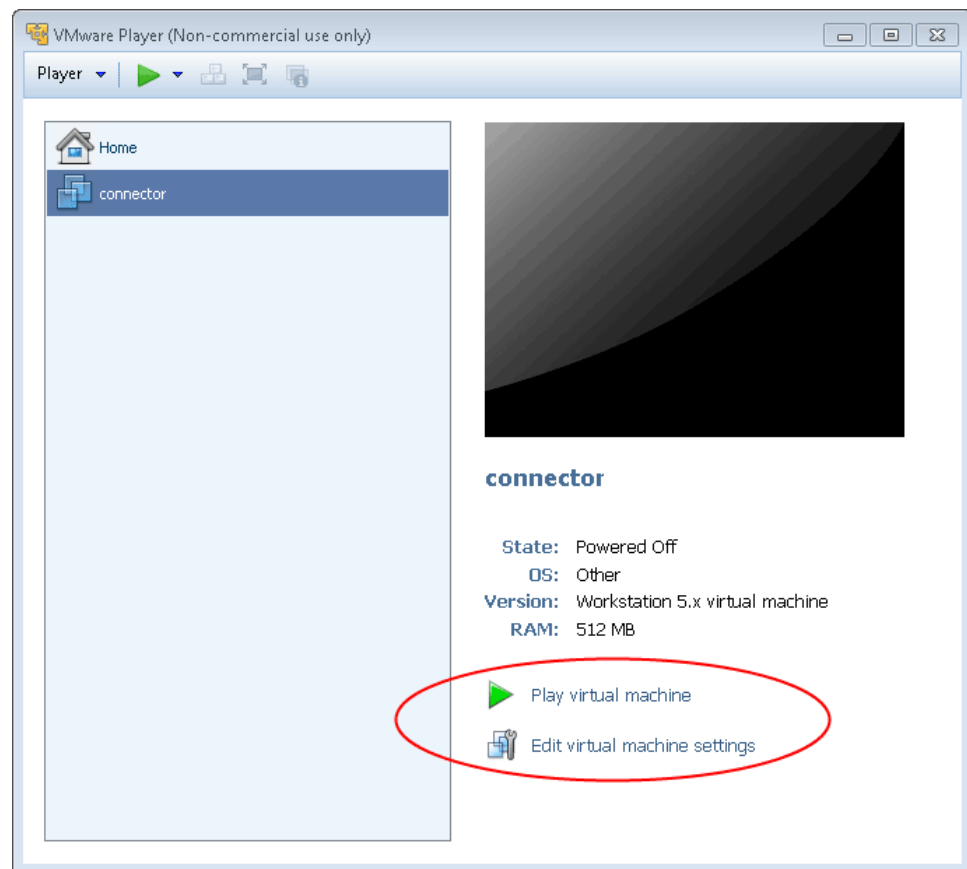 VMware Player (Non-commercial use only)
Player
Home
connector
connector
State: Powered Off
OS: Other
Version: Workstation 5.x virtual machine
RAM: 512 MB
Play virtual machine
Edit virtual machine settings